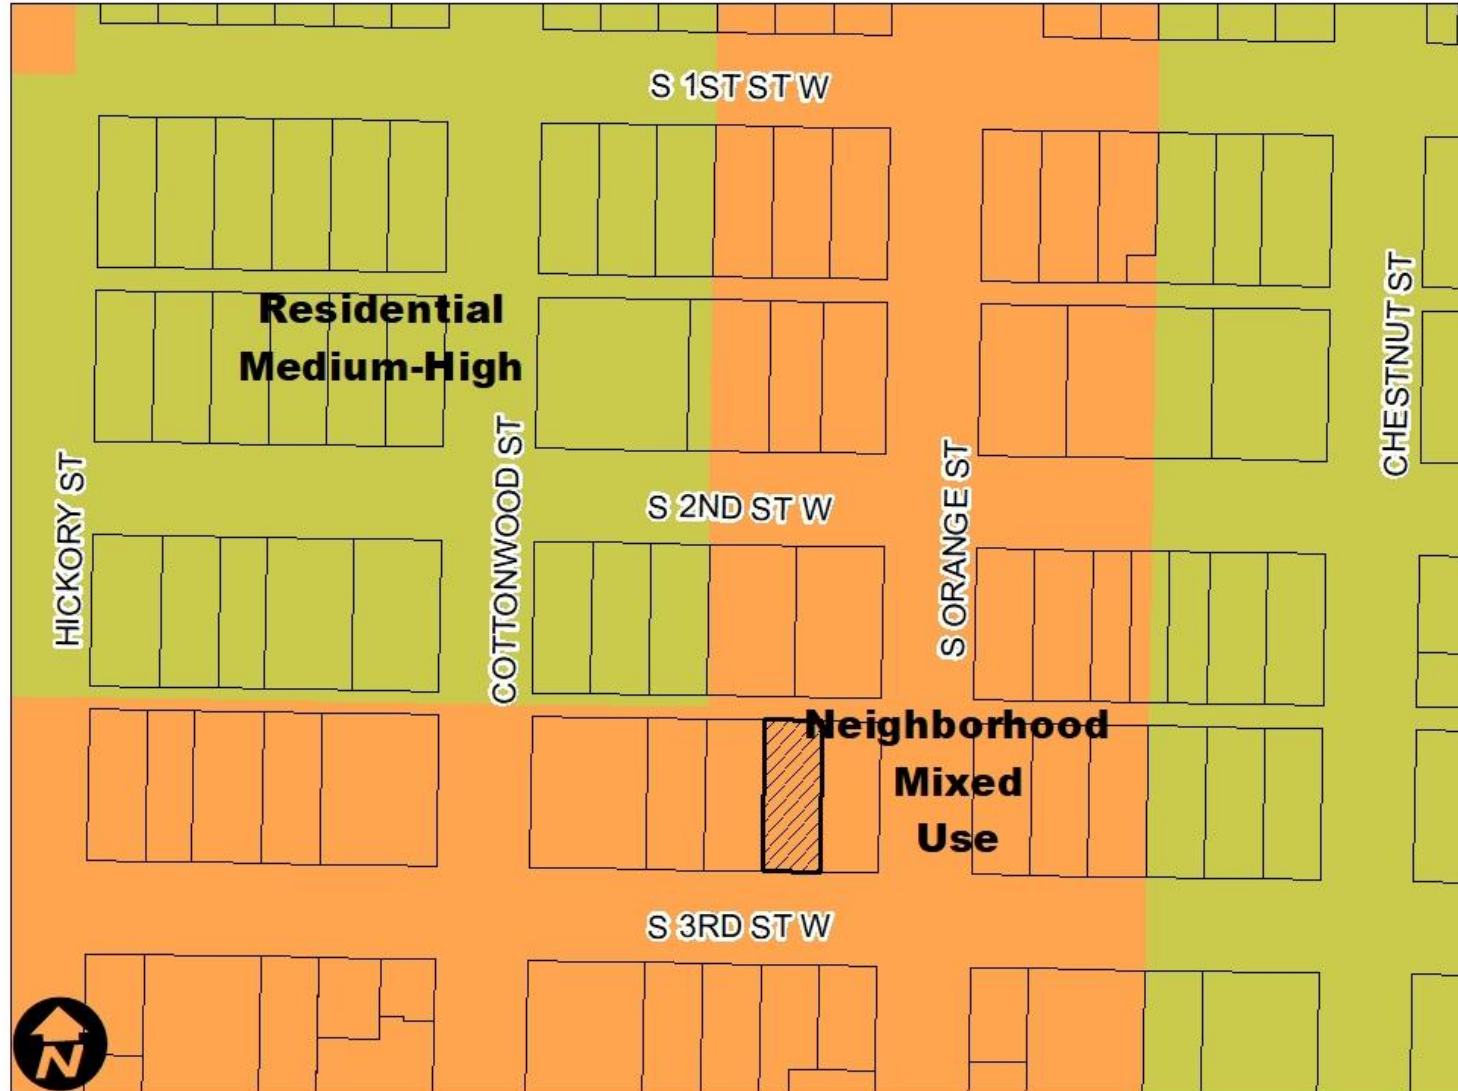 S 1ST ST W
Residential
Medium-High
CHESTNUT ST
HICKORY ST
COTTONWOOD ST
S 2ND ST W
S ORANGE ST
Neighborhood
Mixed
Use
S 3RD ST W
N